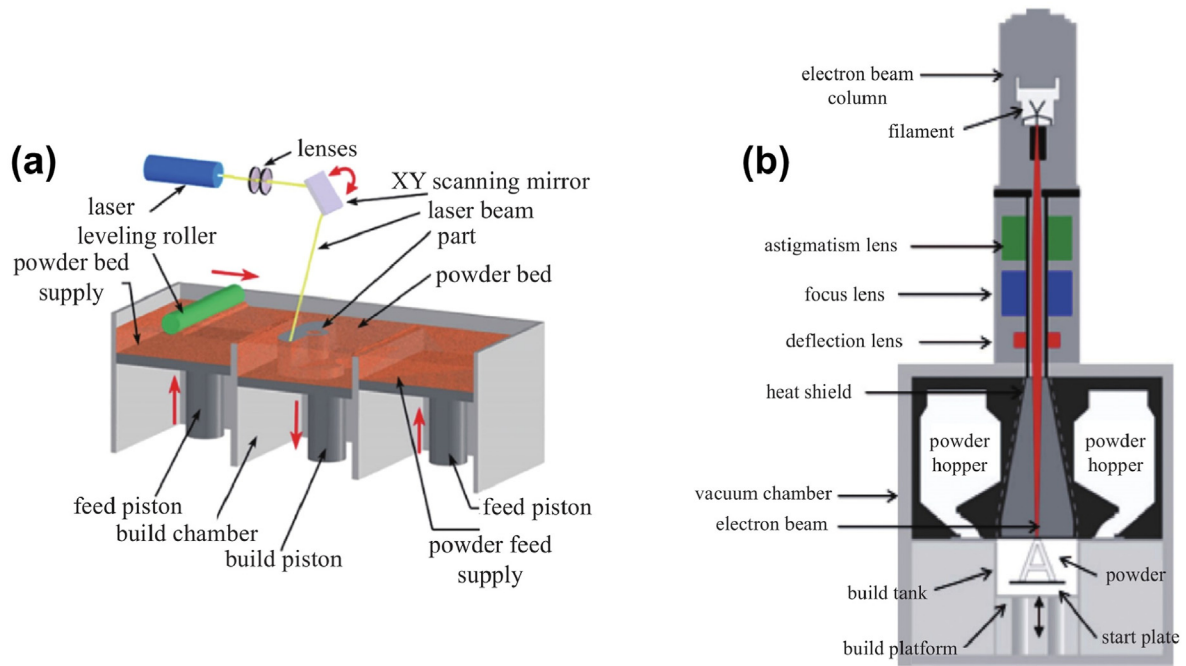 (a)
lenses
XY scanning mirror
laser
laser beam
leveling roller
part
powder bed
supply
powder bed
feed piston
build chamber
build piston
feed piston
powder feed
supply
(b)
electron beam
column
filament
astigmatism lens
focus lens
deflection lens
heat shield
powder
hopper
powder
hopper
vacuum chamber
electron beam
build tank
powder
build platform
start plate
A